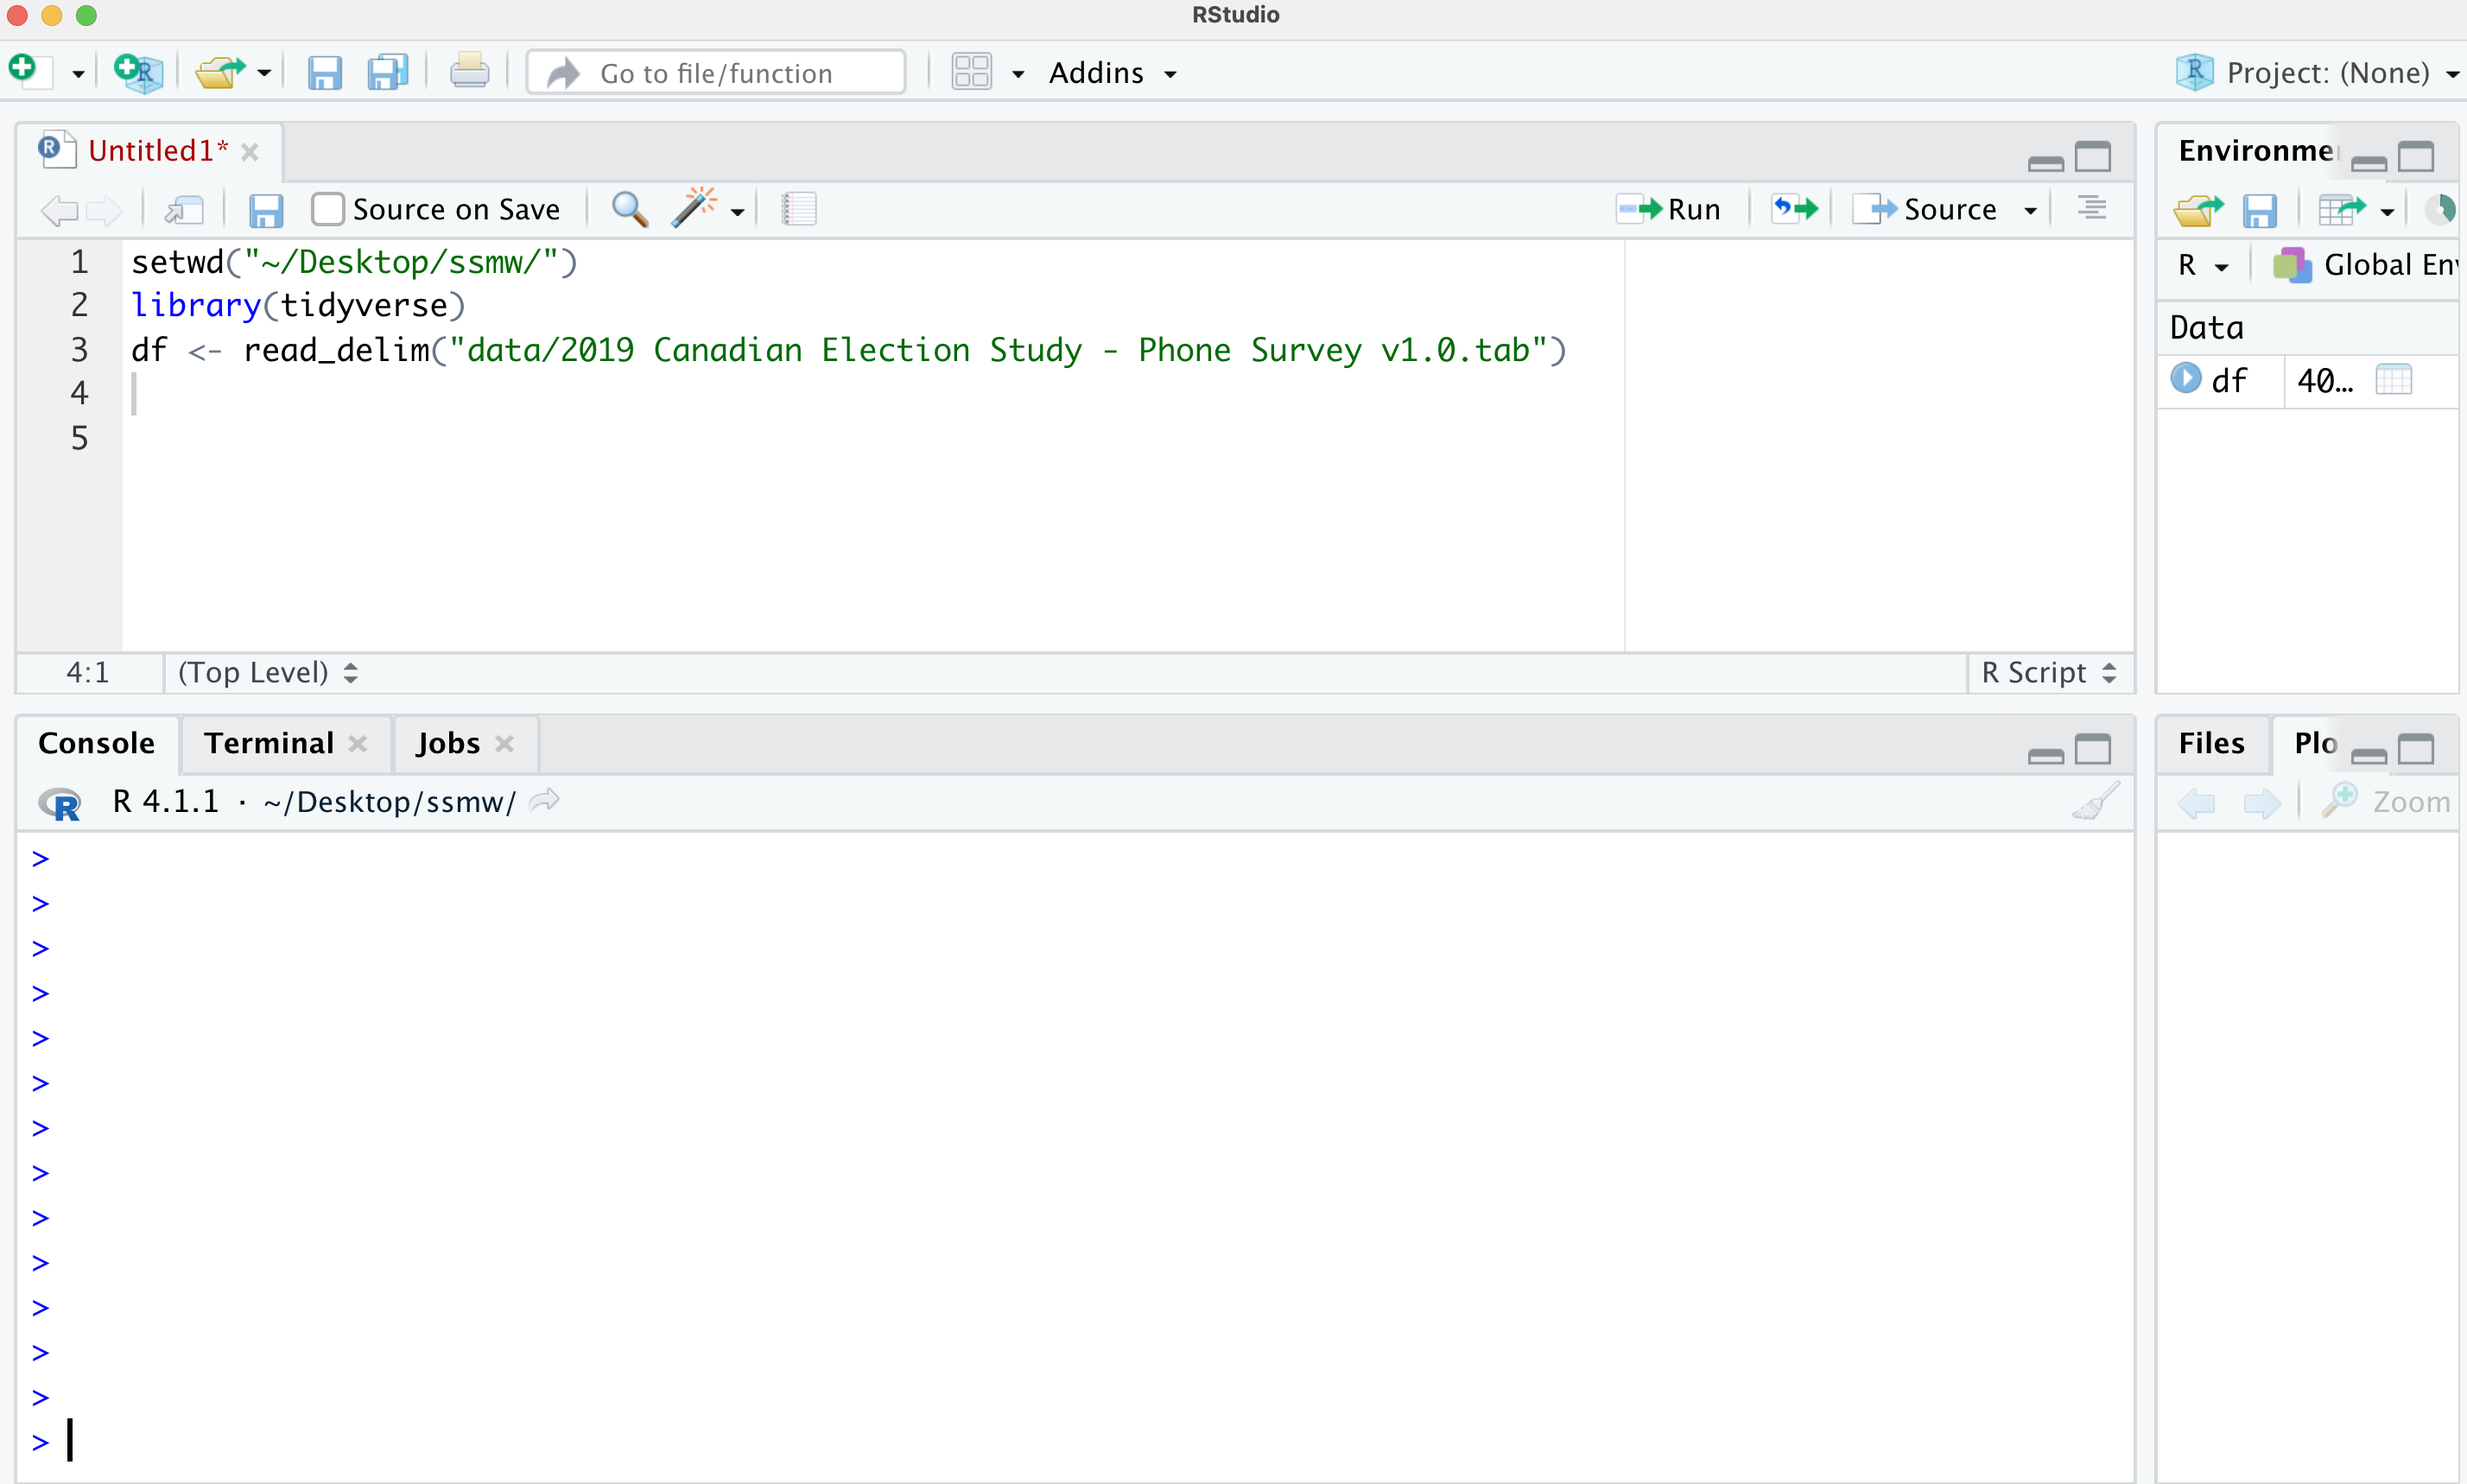 RStudio
Go to file/function
Addins
Project: (None)
Untitled1*
Source on Save
Run
Source
1 setwd("~/Desktop/ssmw/")
2 library(tidyverse)
3 df <- read_delim("data/2019 Canadian Election Study - Phone Survey v1.0.tab")
4
5
4:1 (Top Level)
R Script
Environme
R
Global En
Data
df 40...
Console Terminal Jobs
R 4.1.1 · ~/Desktop/ssmw/
>
>
>
>
>
>
>
>
>
>
>
>
>
>
Files Plo
Zoom